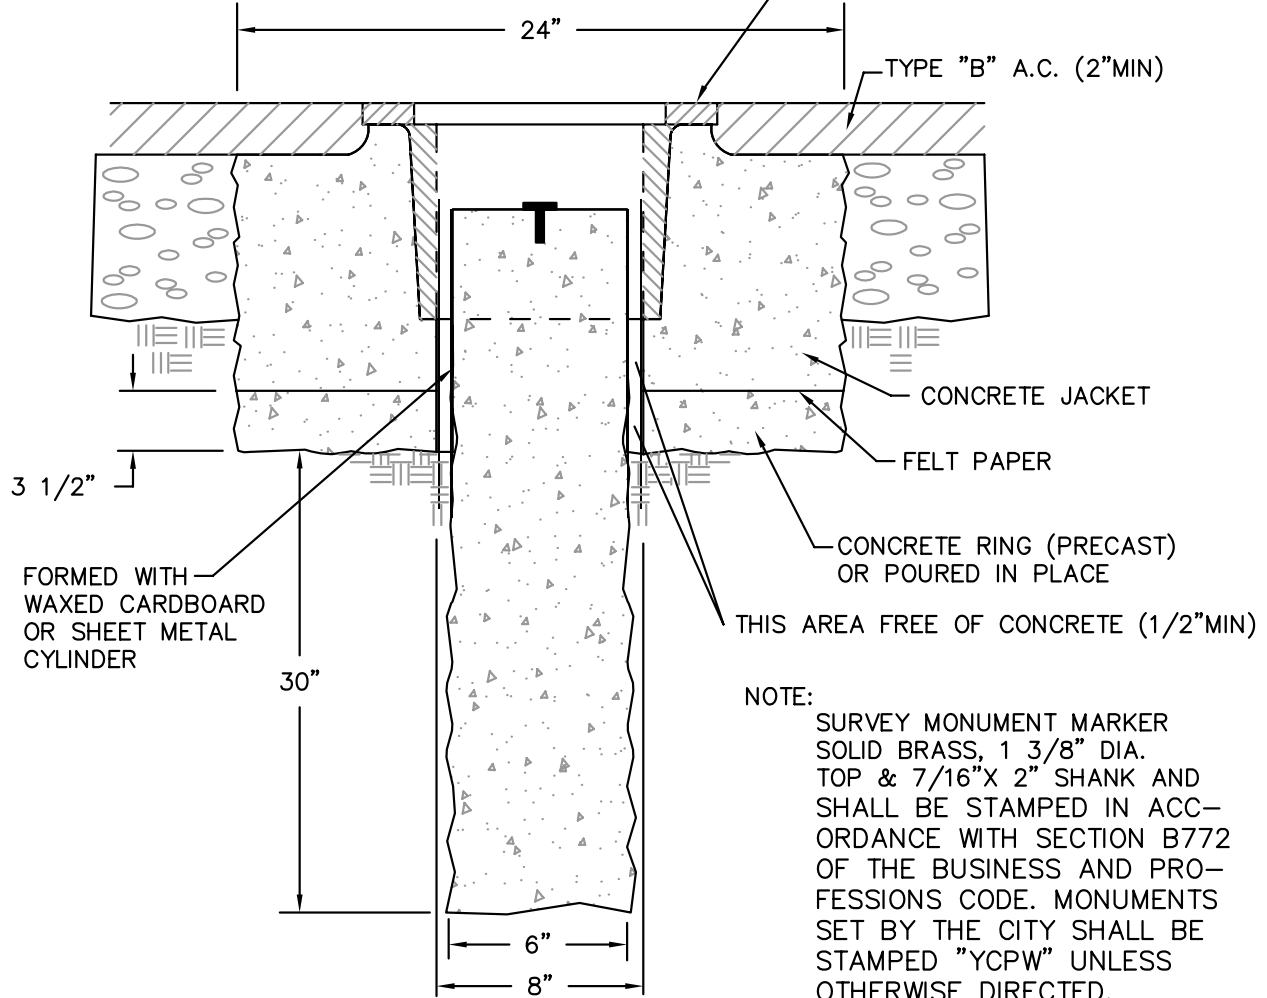 24"
TYPE "B" A.C. (2"MIN)
CONCRETE JACKET
FELT PAPER
3 1/2"
CONCRETE RING (PRECAST)
OR POURED IN PLACE
FORMED WITH
WAXED CARDBOARD
OR SHEET METAL
CYLINDER
THIS AREA FREE OF CONCRETE (1/2"MIN)
30"
NOTE:
SURVEY MONUMENT MARKER
SOLID BRASS, 1 3/8" DIA.
TOP & 7/16"X 2" SHANK AND
SHALL BE STAMPED IN ACC-
ORDANCE WITH SECTION B772
OF THE BUSINESS AND PRO-
FESSIONS CODE. MONUMENTS
SET BY THE CITY SHALL BE
STAMPED "YCPW" UNLESS
OTHERWISE DIRECTED.
6"
8"